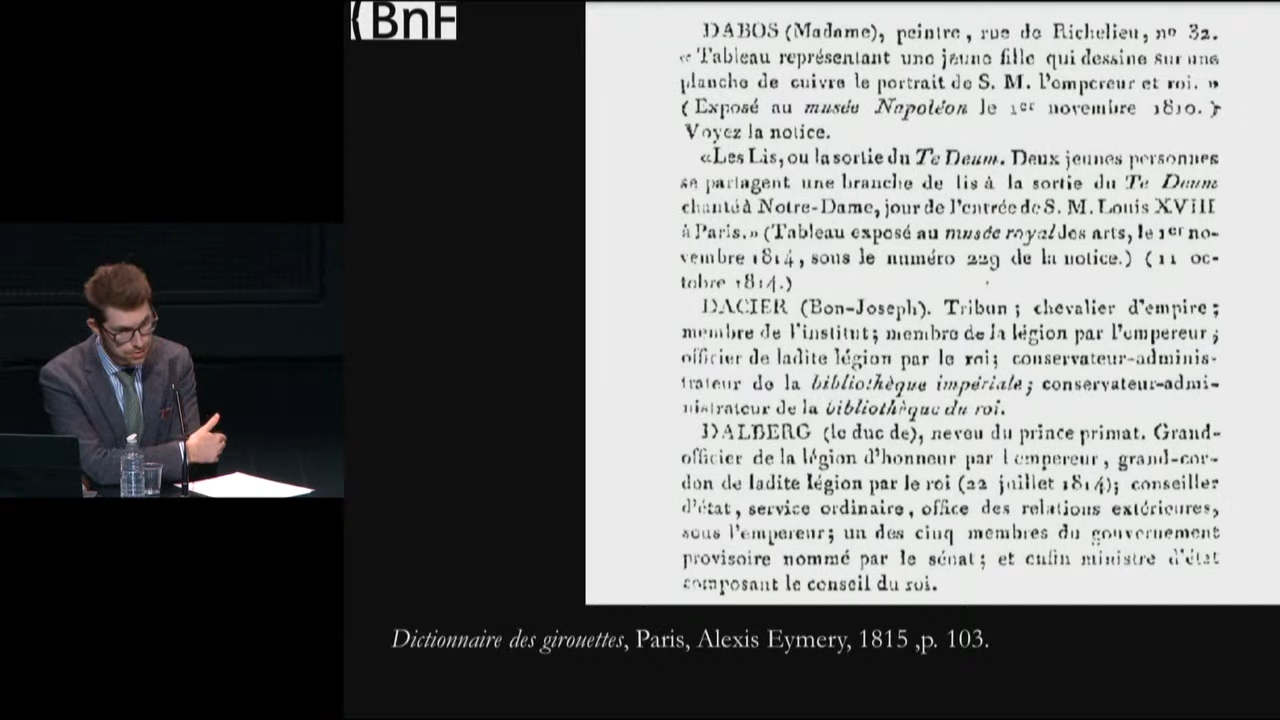 {BnF
DABOS (Madame), peintre, rue de Richelieu, nº 32.
« Tableau représentant une jeune fille qui dessine sur une
planche de cuivre le portrait de S. M. l'empereur et roi. »
(Exposé au musée Napoléon le 1er novembre 1810.)
Voyez la notice.
«Les Lis, ou la sortie du Te Deum. Deux jeunes personnes
se partagent une branche de lis à la sortie du Te Deum
chanté à Notre-Dame, jour de l'entrée de S. M. Louis XVIII
à Paris.» (Tableau exposé au musée royal des arts, le 1er no-
vembre 1814, sous le numéro 229 de la notice.) (11 oc-
tobre 1814.)
DACIER (Bon-Joseph). Tribun ; chevalier d'empire ;
membre de l'institut ; membre de la légion par l'empereur ;
officier de ladite légion par le roi; conservateur-adminis-
trateur de la bibliothèque impériale ; conservateur-admi-
nistrateur de la bibliothèque du roi.
DALBERG (le duc de), neveu du prince primat. Grand-
officier de la légion d'honneur par l'empereur, grand-cor-
don de ladite légion par le roi (22 juillet 1814); conseiller
d'état, service ordinaire, office des relations extérieures,
sous l'empereur; un des cinq membres du gouvernement
provisoire nommé par le sénat ; et enfin ministre d'état
composant le conseil du roi.
Dictionnaire des girouettes, Paris, Alexis Eymery, 1815 ,p. 103.